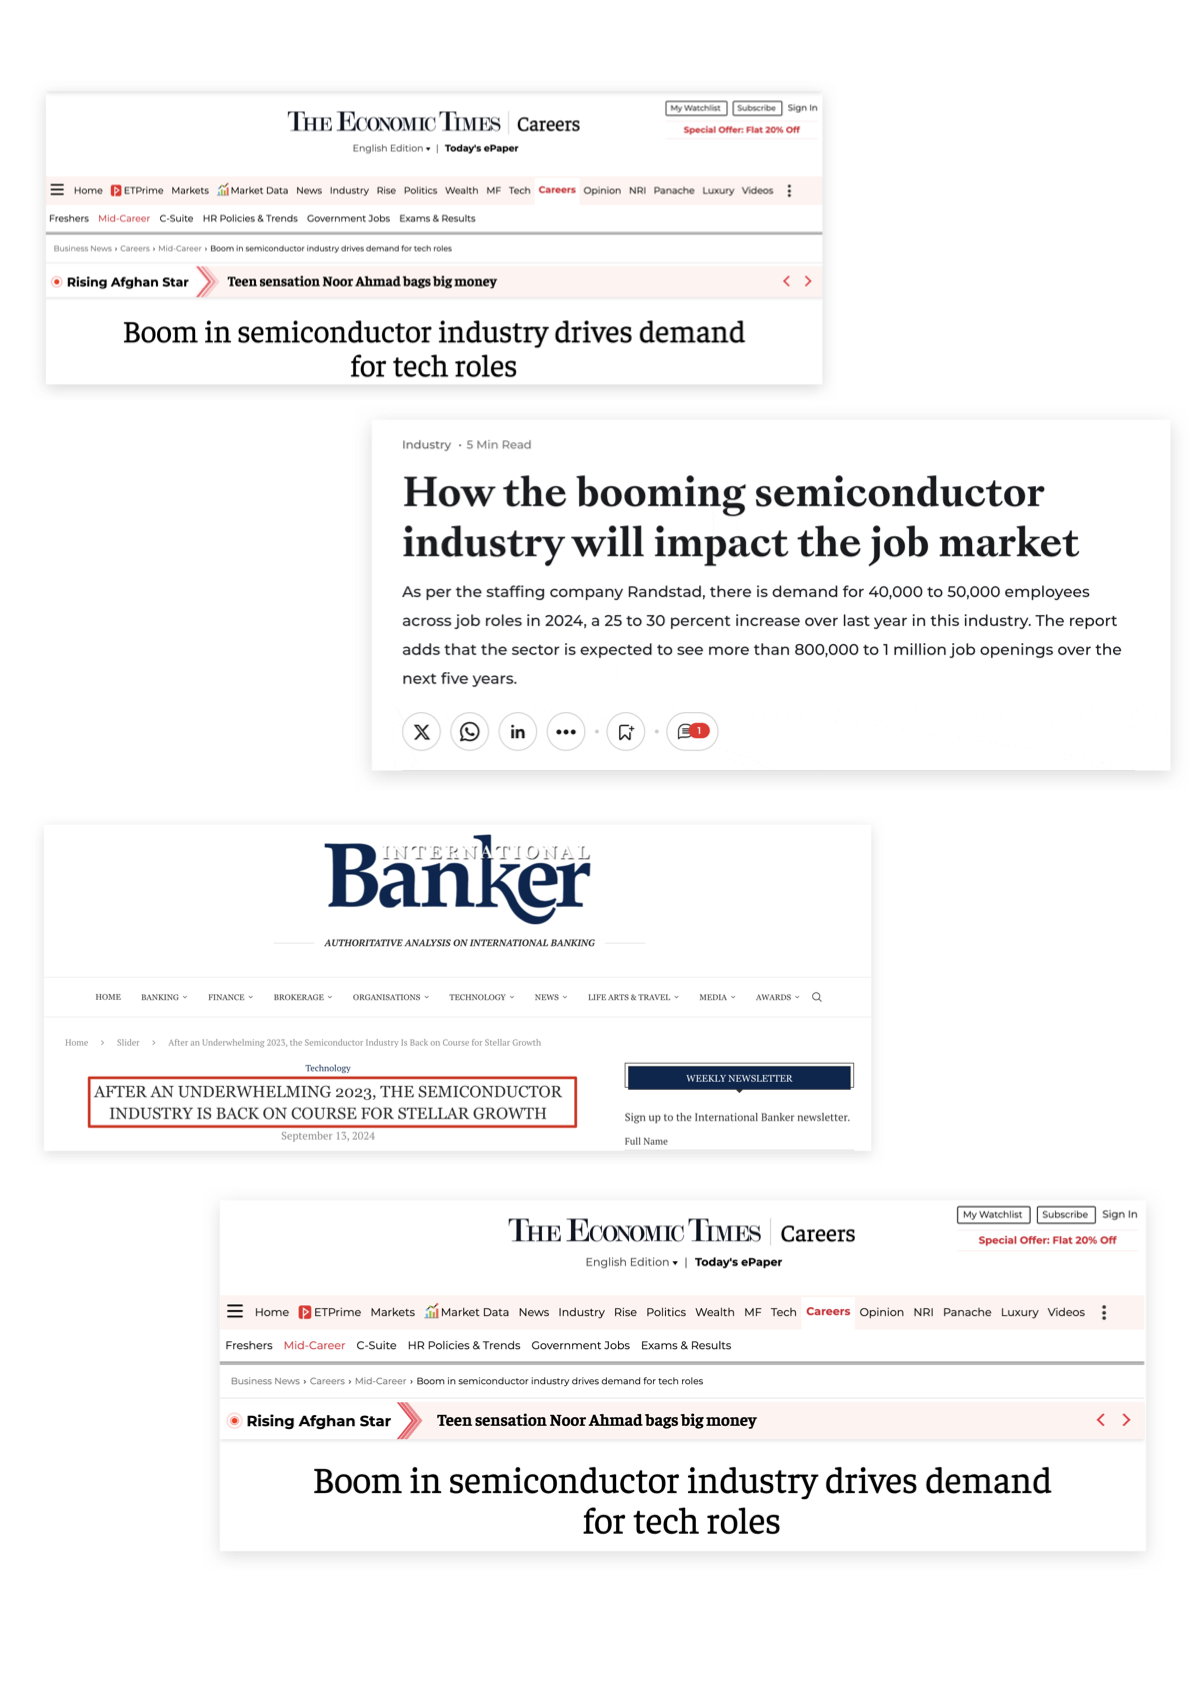 THE ECONOMIC TIMES | Careers
My Watchlist Subscribe Sign In
Special Offer: Flat 20% Off
English Edition | Today's ePaper
Home ETPrime Markets Market Data News Industry Rise Politics Wealth MF Tech Careers Opinion NRI Panache Luxury Videos
Freshers Mid-Career C-Suite HR Policies & Trends Government Jobs Exams & Results
Business News › Careers › Mid-Career › Boom in semiconductor industry drives demand for tech roles
Rising Afghan Star Teen sensation Noor Ahmad bags big money
Boom in semiconductor industry drives demand
for tech roles
Industry • 5 Min Read
How the booming semiconductor
industry will impact the job market
As per the staffing company Randstad, there is demand for 40,000 to 50,000 employees
across job roles in 2024, a 25 to 30 percent increase over last year in this industry. The report
adds that the sector is expected to see more than 800,000 to 1 million job openings over the
next five years.
X in 1
INTERNATIONAL
Banker
AUTHORITATIVE ANALYSIS ON INTERNATIONAL BANKING
HOME BANKING FINANCE BROKERAGE ORGANISATIONS TECHNOLOGY NEWS LIFE ARTS & TRAVEL MEDIA AWARDS
Home > Slider > After an Underwhelming 2023, the Semiconductor Industry Is Back on Course for Stellar Growth
Technology
AFTER AN UNDERWHELMING 2023, THE SEMICONDUCTOR
INDUSTRY IS BACK ON COURSE FOR STELLAR GROWTH
September 13, 2024
WEEKLY NEWSLETTER
Sign up to the International Banker newsletter.
Full Name
THE ECONOMIC TIMES | Careers
My Watchlist Subscribe Sign In
Special Offer: Flat 20% Off
English Edition | Today's ePaper
Home ETPrime Markets Market Data News Industry Rise Politics Wealth MF Tech Careers Opinion NRI Panache Luxury Videos
Freshers Mid-Career C-Suite HR Policies & Trends Government Jobs Exams & Results
Business News › Careers › Mid-Career › Boom in semiconductor industry drives demand for tech roles
Rising Afghan Star Teen sensation Noor Ahmad bags big money
Boom in semiconductor industry drives demand
for tech roles